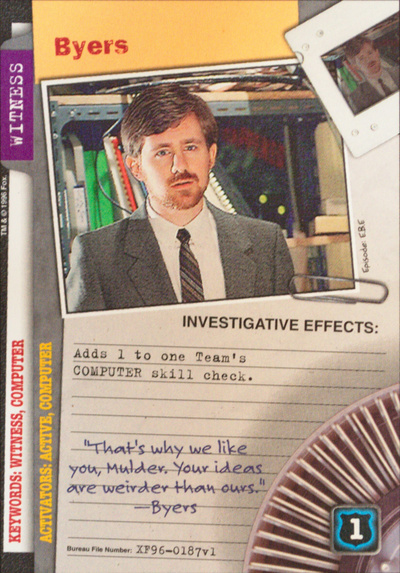 Byers
WITNESS
TM & © 1996 Fox.
Episode: E.B.E
INVESTIGATIVE EFFECTS:
Adds 1 to one Team's
COMPUTER skill check.
KEYWORDS: WITNESS, COMPUTER
ACTIVATORS: ACTIVE, COMPUTER
"That's why we like
you, Mulder. Your ideas
are weirder than ours."
—Byers
1
Bureau File Number: XF96-0187v1